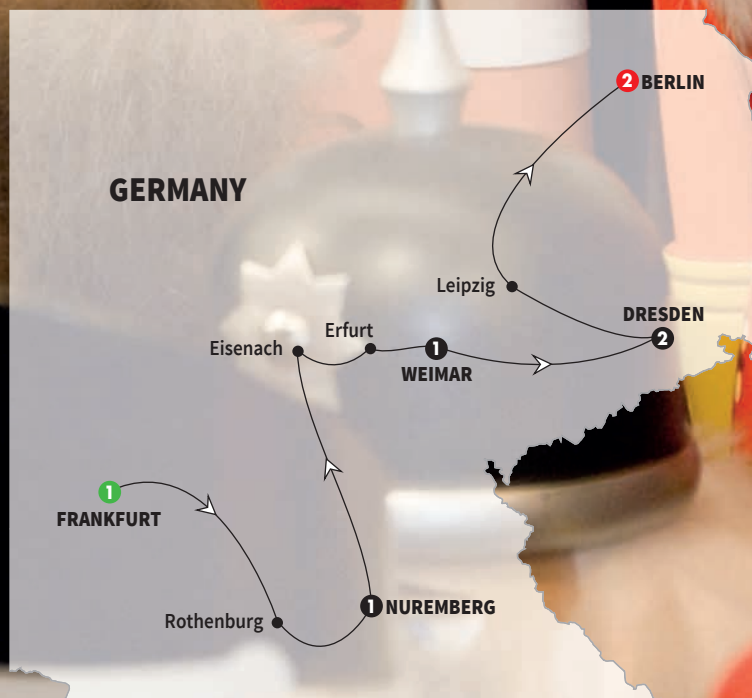 2 BERLIN
GERMANY
Leipzig
DRESDEN
2
Erfurt
Eisenach
1
WEIMAR
1
FRANKFURT
1 NUREMBERG
Rothenburg